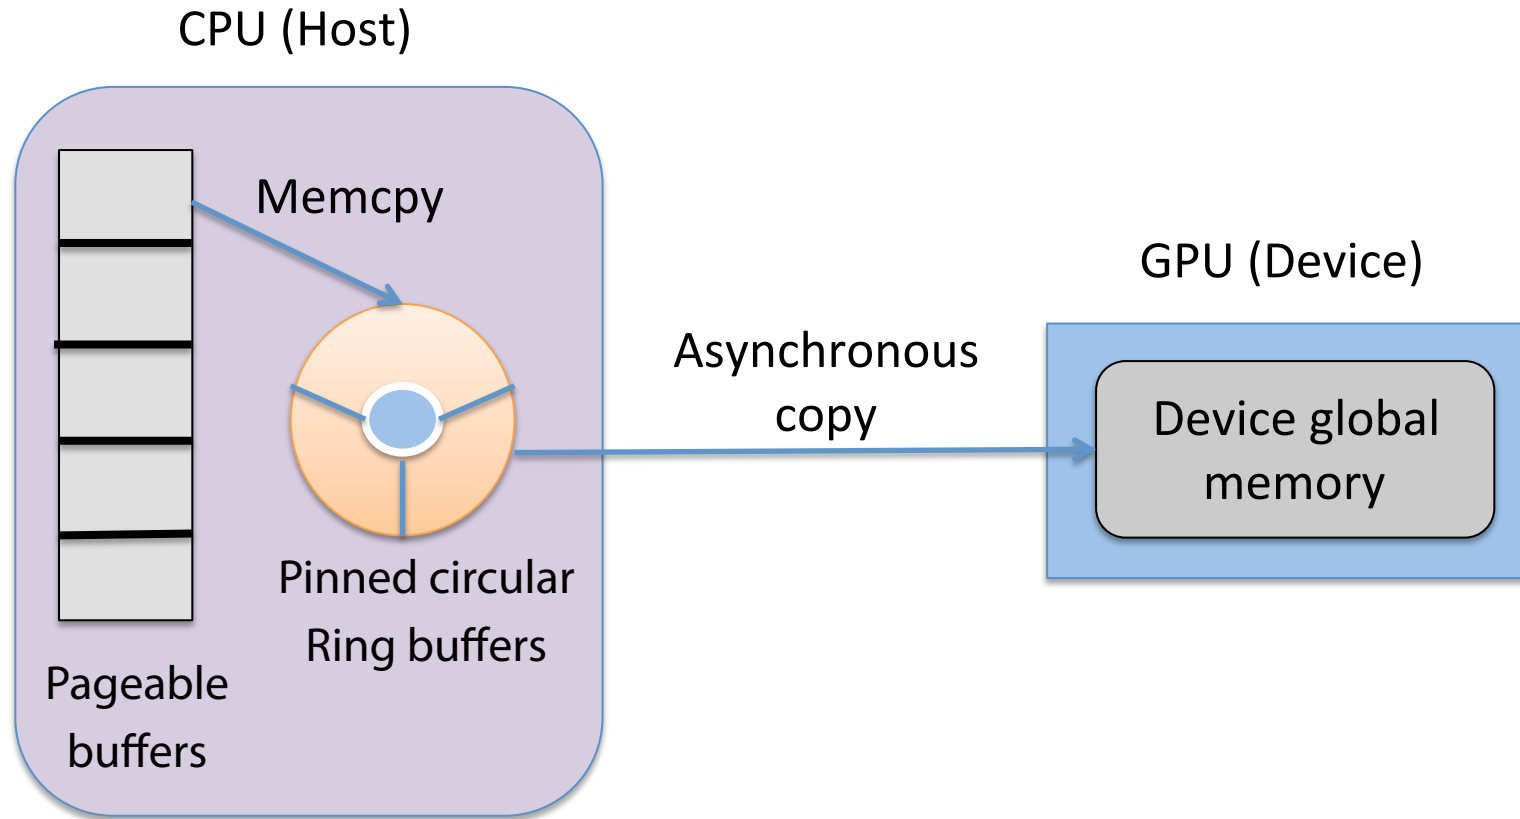 CPU (Host)
Memcpy
GPU (Device)
Asynchronous
copy
Device global
memory
Pinned circular
Ring buffers
Pageable
buffers